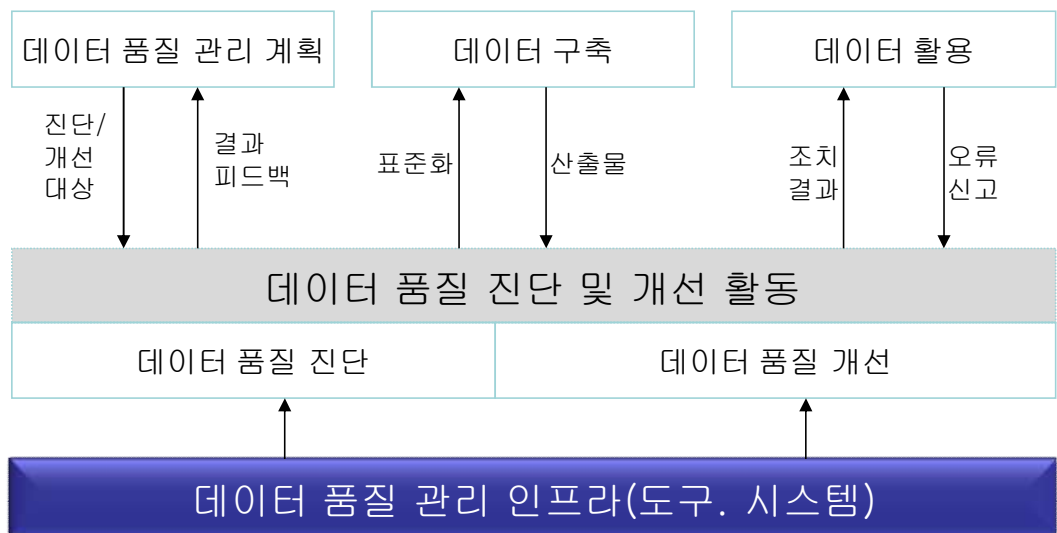 데이터 품질 관리 계획
데이터 구축
데이터 활용
진단/
개선
대상
결과
피드백
표준화
산출물
조치
결과
오류
신고
데이터 품질 진단 및 개선 활동
데이터 품질 진단
데이터 품질 개선
데이터 품질 관리 인프라(도구. 시스템)